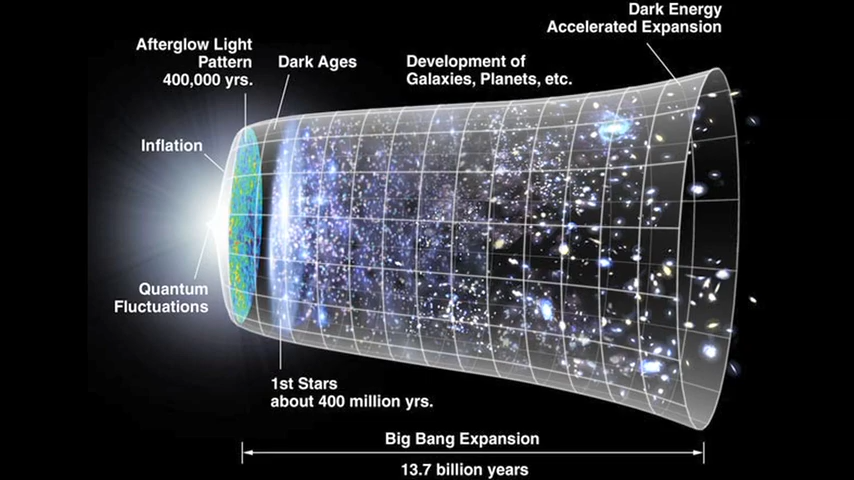 Dark Energy
Accelerated Expansion
Afterglow Light
Pattern
400,000 yrs.
Dark Ages
Development of
Galaxies, Planets, etc.
Inflation
Quantum
Fluctuations
1st Stars
about 400 million yrs.
Big Bang Expansion
13.7 billion years